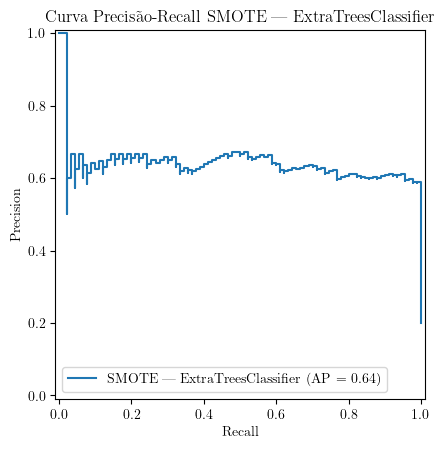 Curva Precisão-Recall SMOTE — ExtraTreesClassifier
1.0
0.8
0.6
0.4
0.2
0.0
Precision
SMOTE — ExtraTreesClassifier (AP = 0.64)
0.0 0.2 0.4 0.6 0.8 1.0
Recall